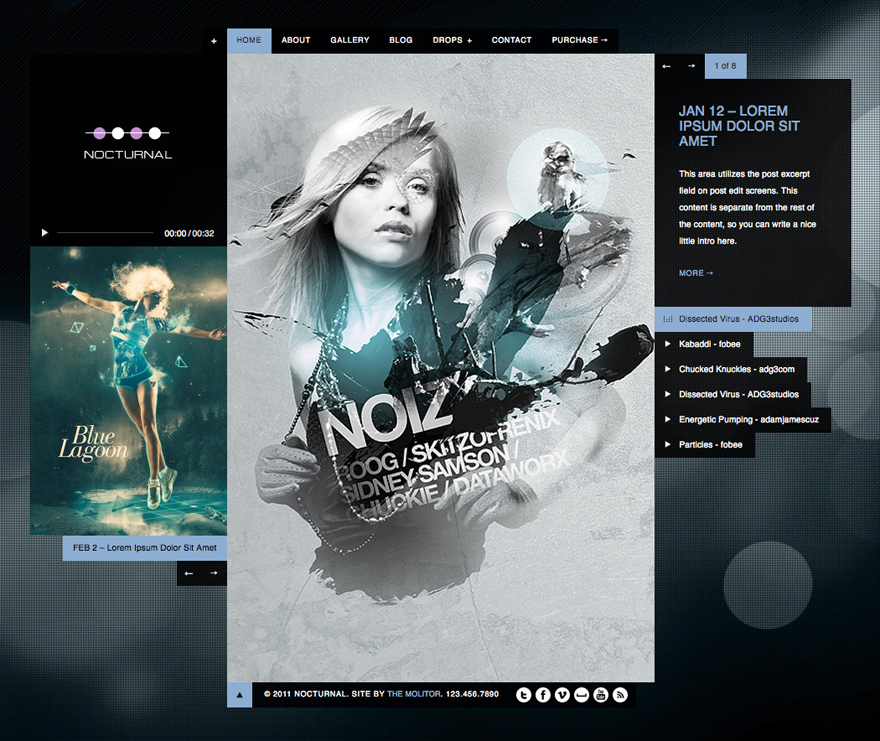 + HOME ABOUT GALLERY BLOG DROPS + CONTACT PURCHASE →
NOCTURNAL
00:00 / 00:32
Blue
Lagoon
FEB 2 – Lorem Ipsum Dolor Sit Amet
← →
NOIZ
BOOG / SKITZOFRENIX
SIDNEY SAMSON /
CHUCKIE / DATAWORX
← → 1 of 8
JAN 12 – LOREM
IPSUM DOLOR SIT
AMET
This area utilizes the post excerpt
field on post edit screens. This
content is separate from the rest of
the content, so you can write a nice
little intro here.
MORE →
Dissected Virus - ADG3studios
Kabaddi - fobee
Chucked Knuckles - adg3com
Dissected Virus - ADG3studios
Energetic Pumping - adamjamescuz
Particles - fobee
© 2011 NOCTURNAL. SITE BY THE MOLITOR. 123.456.7890